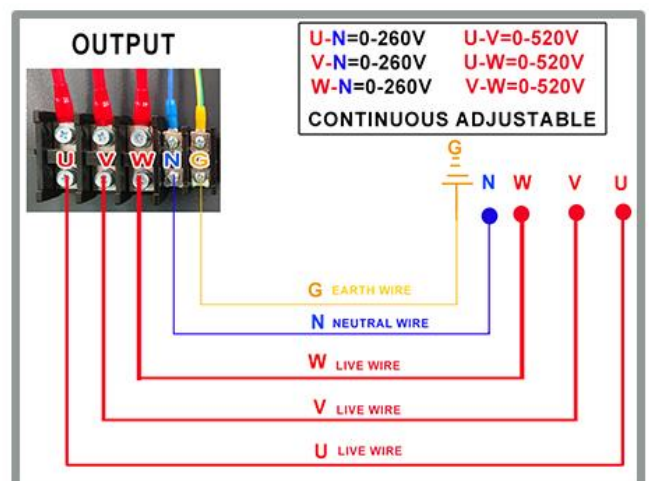 OUTPUT
U-N=0-260V U-V=0-520V
V-N=0-260V U-W=0-520V
W-N=0-260V V-W=0-520V
CONTINUOUS ADJUSTABLE
U V W N G
G
N W V U
G EARTH WIRE
N NEUTRAL WIRE
W LIVE WIRE
V LIVE WIRE
U LIVE WIRE